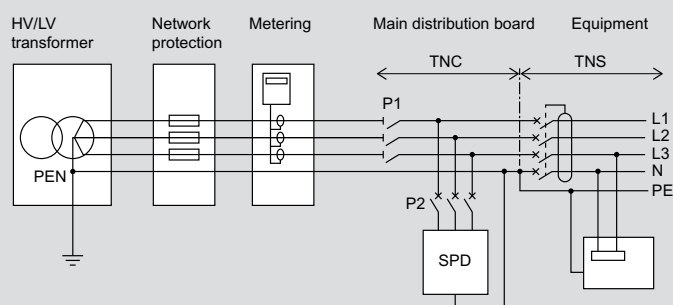 HV/LV
transformer
Network
protection
Metering
Main distribution board
Equipment
TNC
TNS
P1
L1
L2
L3
N
PE
PEN
P2
SPD